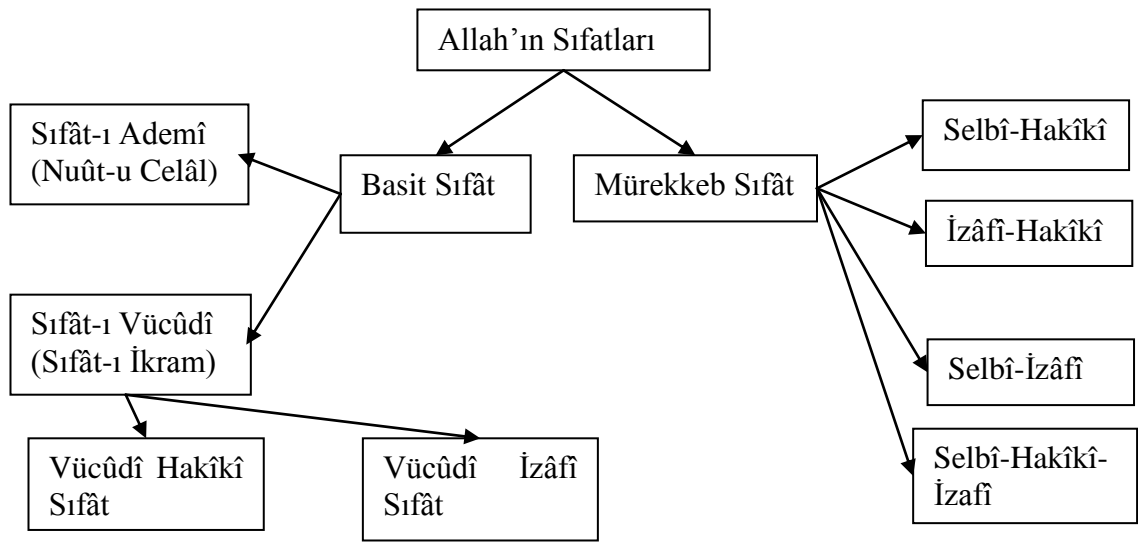 Allah’ın Sıfatları
Sıfât-ı Ademî
(Nuût-u Celâl)
Basit Sıfât
Mürekkeb Sıfât
Selbî-Hakîkî
İzâfî-Hakîkî
Sıfât-ı Vücûdî
(Sıfât-ı İkram)
Selbî-İzâfî
Vücûdî Hakîkî
Sıfât
Vücûdî İzâfî
Sıfât
Selbî-Hakîkî-
İzafî